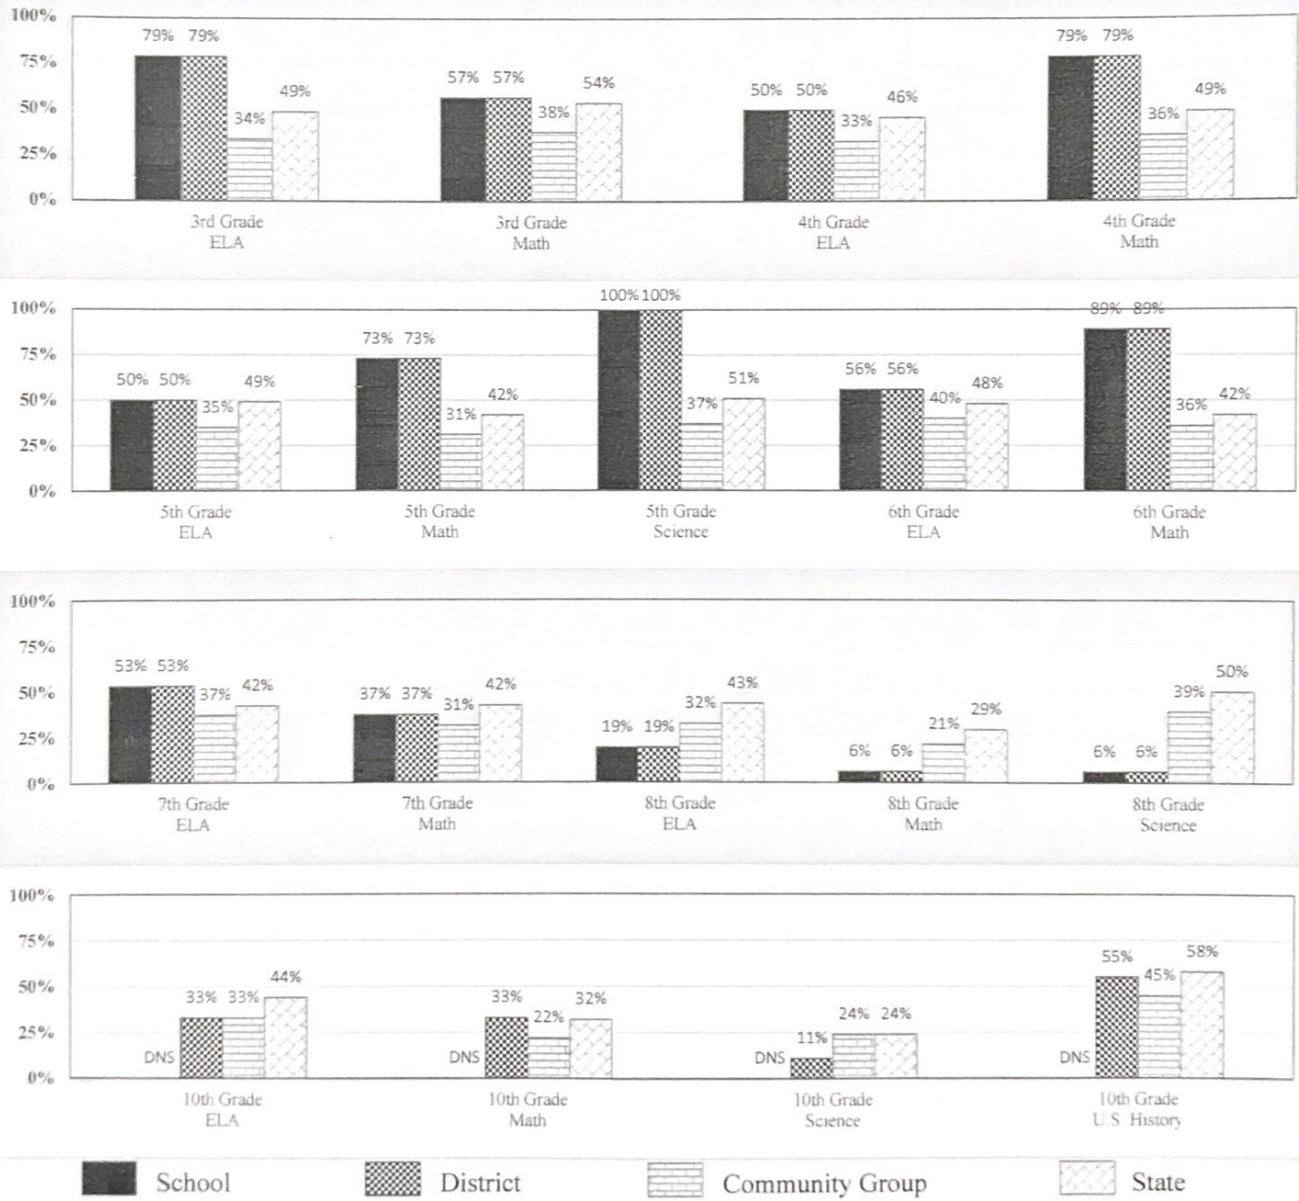 100%
75%
50%
25%
0%
79% 79% 34% 49%
57% 57% 38% 54%
50% 50% 33% 46%
79% 79% 36% 49%
3rd Grade
ELA
3rd Grade
Math
4th Grade
ELA
4th Grade
Math
100%
75%
50%
25%
0%
50% 50% 35% 49%
73% 73% 31% 42%
100% 100% 37% 51%
56% 56% 40% 48%
89% 89% 36% 42%
5th Grade
ELA
5th Grade
Math
5th Grade
Science
6th Grade
ELA
6th Grade
Math
100%
75%
50%
25%
0%
53% 53% 37% 42%
37% 37% 31% 42%
19% 19% 32% 43%
6% 6% 21% 29%
6% 6% 39% 50%
7th Grade
ELA
7th Grade
Math
8th Grade
ELA
8th Grade
Math
8th Grade
Science
100%
75%
50%
25%
0%
DNS 33% 33% 44%
DNS 33% 22% 32%
DNS 11% 24% 24%
DNS 55% 45% 58%
10th Grade
ELA
10th Grade
Math
10th Grade
Science
10th Grade
U.S History
School District Community Group State